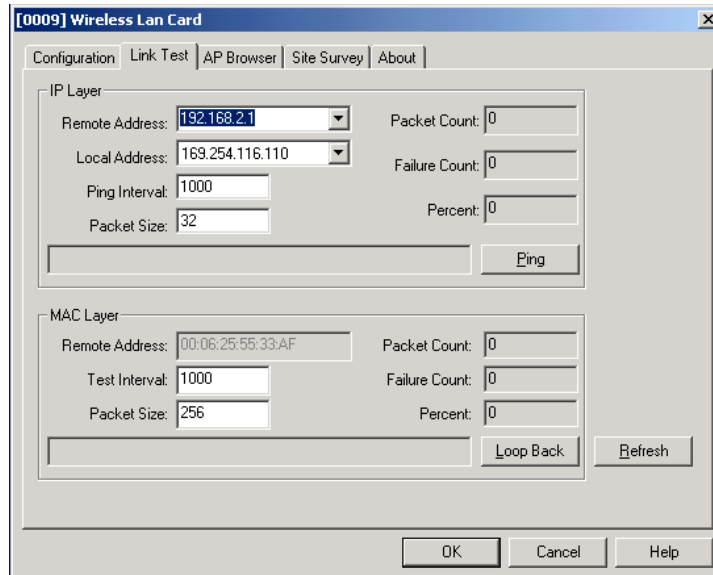 [0009] Wireless Lan Card
Configuration Link Test AP Browser Site Survey About
IP Layer
Remote Address: 192.168.2.1 Packet Count: 0
Local Address: 169.254.116.110 Failure Count: 0
Ping Interval: 1000
Percent: 0
Packet Size: 32
Ping
MAC Layer
Remote Address: 00:06:25:55:33:AF Packet Count: 0
Test Interval: 1000 Failure Count: 0
Packet Size: 256 Percent: 0
Loop Back Refresh
OK Cancel Help